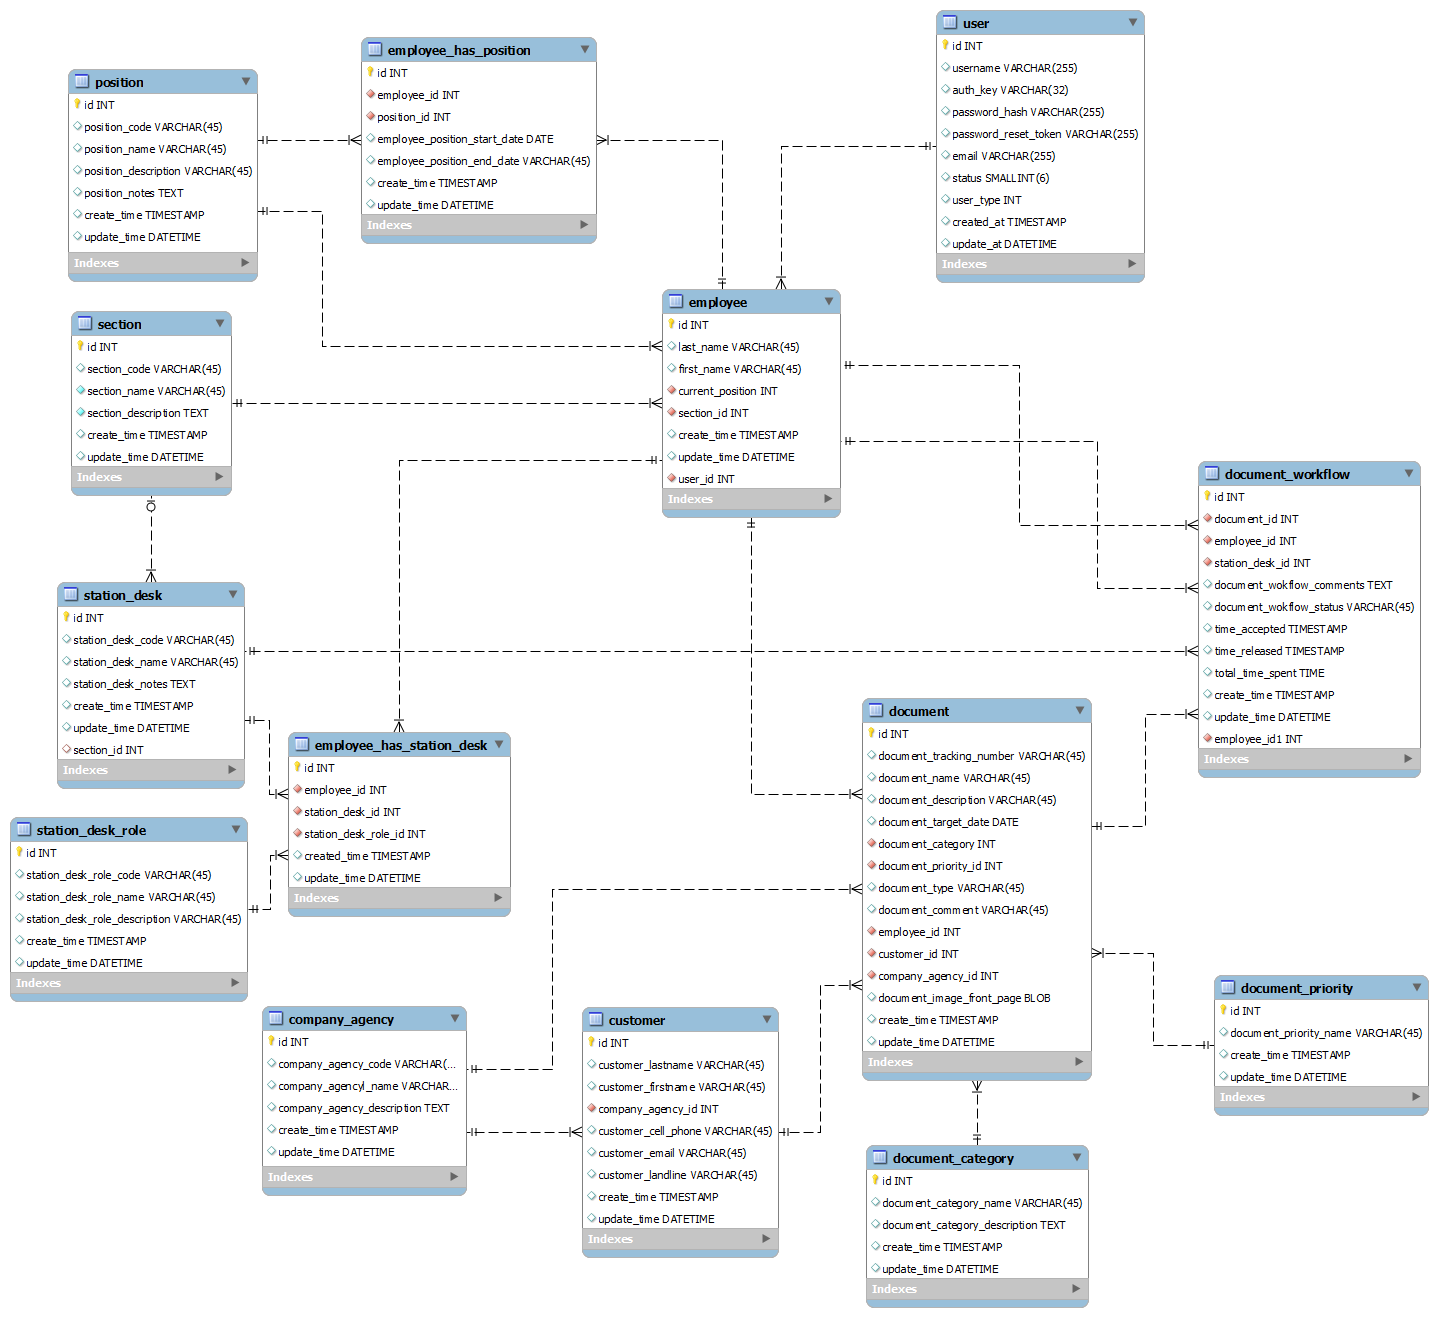 position
id INT
position_code VARCHAR(45)
position_name VARCHAR(45)
position_description VARCHAR(45)
position_notes TEXT
create_time TIMESTAMP
update_time DATETIME
Indexes
employee_has_position
id INT
employee_id INT
position_id INT
employee_position_start_date DATE
employee_position_end_date VARCHAR(45)
create_time TIMESTAMP
update_time DATETIME
Indexes
user
id INT
username VARCHAR(255)
auth_key VARCHAR(32)
password_hash VARCHAR(255)
password_reset_token VARCHAR(255)
email VARCHAR(255)
status SMALLINT(6)
user_type INT
created_at TIMESTAMP
update_at DATETIME
Indexes
section
id INT
section_code VARCHAR(45)
section_name VARCHAR(45)
section_description TEXT
create_time TIMESTAMP
update_time DATETIME
Indexes
employee
id INT
last_name VARCHAR(45)
first_name VARCHAR(45)
current_position INT
section_id INT
create_time TIMESTAMP
update_time DATETIME
user_id INT
Indexes
document_workflow
id INT
document_id INT
employee_id INT
station_desk_id INT
document_wokflow_comments TEXT
document_wokflow_status VARCHAR(45)
time_accepted TIMESTAMP
time_released TIMESTAMP
total_time_spent TIME
create_time TIMESTAMP
update_time DATETIME
employee_id1 INT
Indexes
station_desk
id INT
station_desk_code VARCHAR(45)
station_desk_name VARCHAR(45)
station_desk_notes TEXT
create_time TIMESTAMP
update_time DATETIME
section_id INT
Indexes
employee_has_station_desk
id INT
employee_id INT
station_desk_id INT
station_desk_role_id INT
created_time TIMESTAMP
update_time DATETIME
Indexes
document
id INT
document_tracking_number VARCHAR(45)
document_name VARCHAR(45)
document_description VARCHAR(45)
document_target_date DATE
document_category INT
document_priority_id INT
document_type VARCHAR(45)
document_comment VARCHAR(45)
employee_id INT
customer_id INT
company_agency_id INT
document_image_front_page BLOB
create_time TIMESTAMP
update_time DATETIME
Indexes
station_desk_role
id INT
station_desk_role_code VARCHAR(45)
station_desk_role_name VARCHAR(45)
station_desk_role_description VARCHAR(45)
create_time TIMESTAMP
update_time DATETIME
Indexes
company_agency
id INT
company_agency_code VARCHAR(...
company_agencyl_name VARCHAR...
company_agency_description TEXT
create_time TIMESTAMP
update_time DATETIME
Indexes
customer
id INT
customer_lastname VARCHAR(45)
customer_firstname VARCHAR(45)
company_agency_id INT
customer_cell_phone VARCHAR(45)
customer_email VARCHAR(45)
customer_landline VARCHAR(45)
create_time TIMESTAMP
update_time DATETIME
Indexes
document_priority
id INT
document_priority_name VARCHAR(45)
create_time TIMESTAMP
update_time DATETIME
Indexes
document_category
id INT
document_category_name VARCHAR(45)
document_category_description TEXT
create_time TIMESTAMP
update_time DATETIME
Indexes